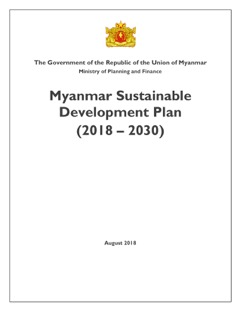 The Government of the Republic of the Union of Myanmar
Ministry of Planning and Finance
Myanmar Sustainable
Development Plan
(2018 – 2030)
August 2018